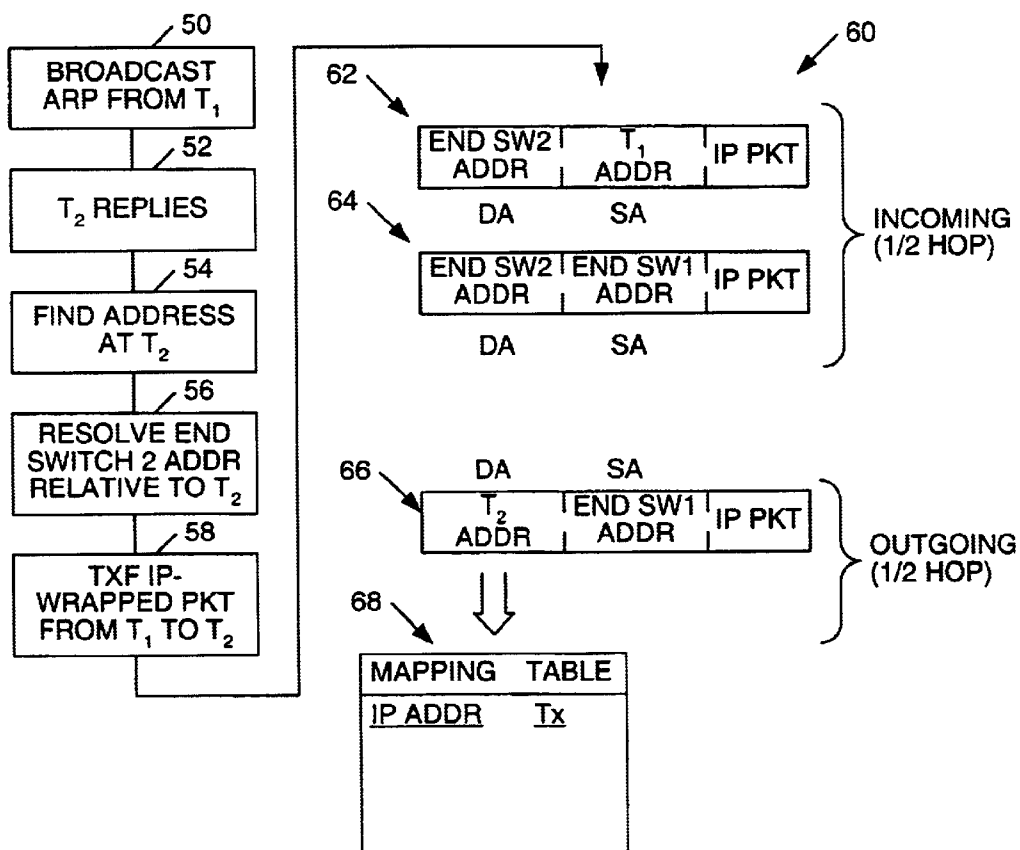 50
BROADCAST
ARP FROM T₁
52
T₂ REPLIES
54
FIND ADDRESS
AT T₂
56
RESOLVE END
SWITCH 2 ADDR
RELATIVE TO T₂
58
TXF IP-
WRAPPED PKT
FROM T₁ TO T₂
60
62
END SW2 T₁ IP PKT
ADDR ADDR
DA SA
64
END SW2 END SW1 IP PKT
ADDR ADDR
DA SA
INCOMING
(1/2 HOP)
66
DA SA
T₂ END SW1 IP PKT
ADDR ADDR
OUTGOING
(1/2 HOP)
68
MAPPING TABLE
IP ADDR Tx